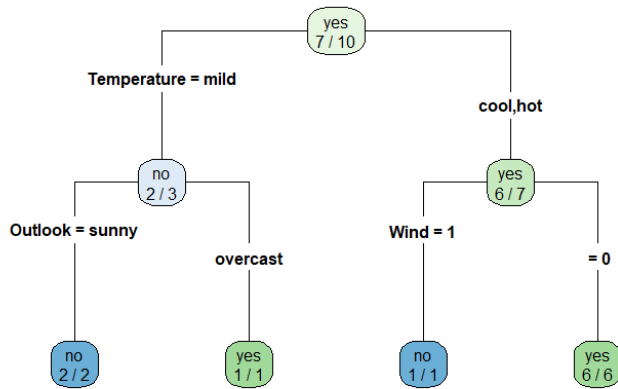 yes
7 / 10
Temperature = mild
cool,hot
no
2 / 3
yes
6 / 7
Outlook = sunny
overcast
Wind = 1
= 0
no
2 / 2
yes
1 / 1
no
1 / 1
yes
6 / 6